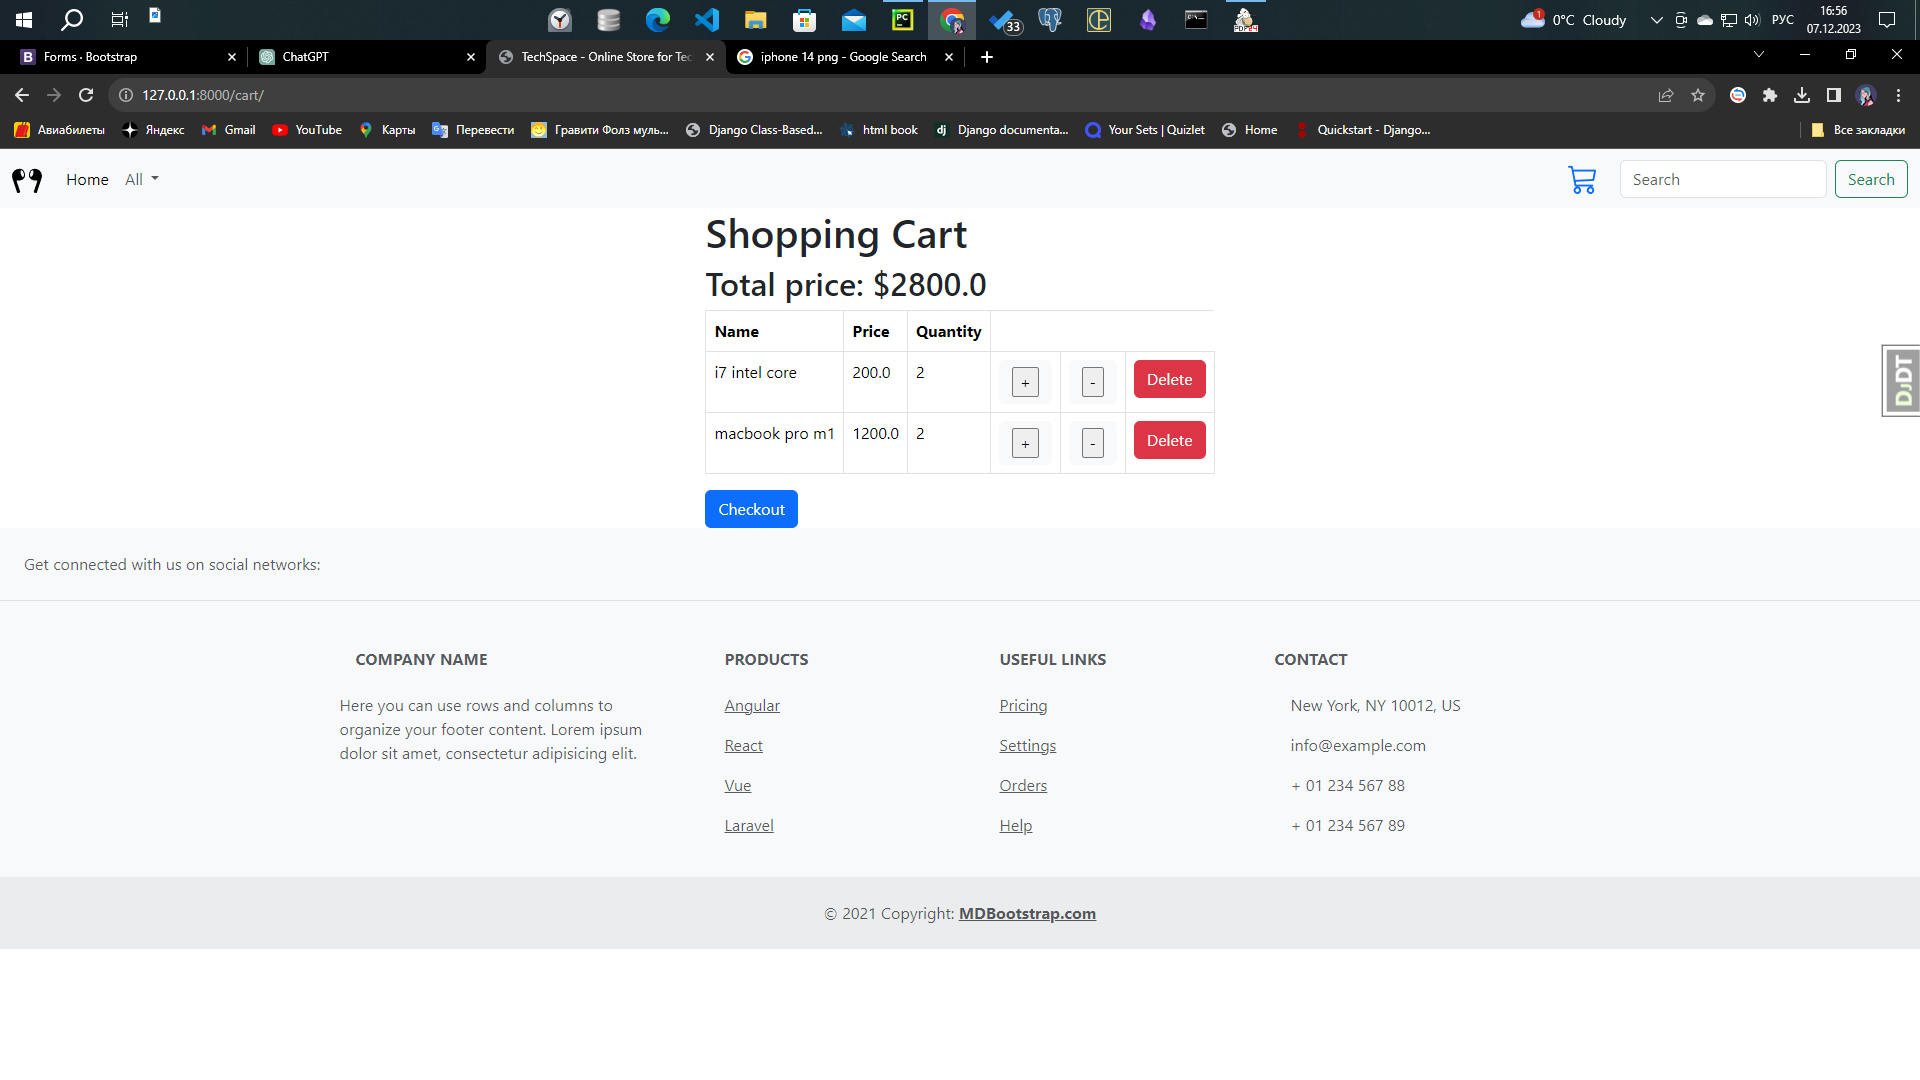 33
0°C Cloudy
1
РУС
16:56
07.12.2023
Forms · Bootstrap
ChatGPT
TechSpace - Online Store for Tec
iphone 14 png - Google Search
127.0.0.1:8000/cart/
Авиабилеты
Яндекс
Gmail
YouTube
Карты
Перевести
Гравити Фолз муль...
Django Class-Based...
html book
Django documenta...
Your Sets | Quizlet
Home
Quickstart - Django...
Все закладки
Home
All
Search
Search
Shopping Cart
Total price: $2800.0
Name Price Quantity
i7 intel core 200.0 2 + - Delete
macbook pro m1 1200.0 2 + - Delete
Checkout
DJDT
Get connected with us on social networks:
COMPANY NAME
Here you can use rows and columns to
organize your footer content. Lorem ipsum
dolor sit amet, consectetur adipisicing elit.
PRODUCTS
Angular
React
Vue
Laravel
USEFUL LINKS
Pricing
Settings
Orders
Help
CONTACT
New York, NY 10012, US
info@example.com
+ 01 234 567 88
+ 01 234 567 89
© 2021 Copyright: MDBootstrap.com